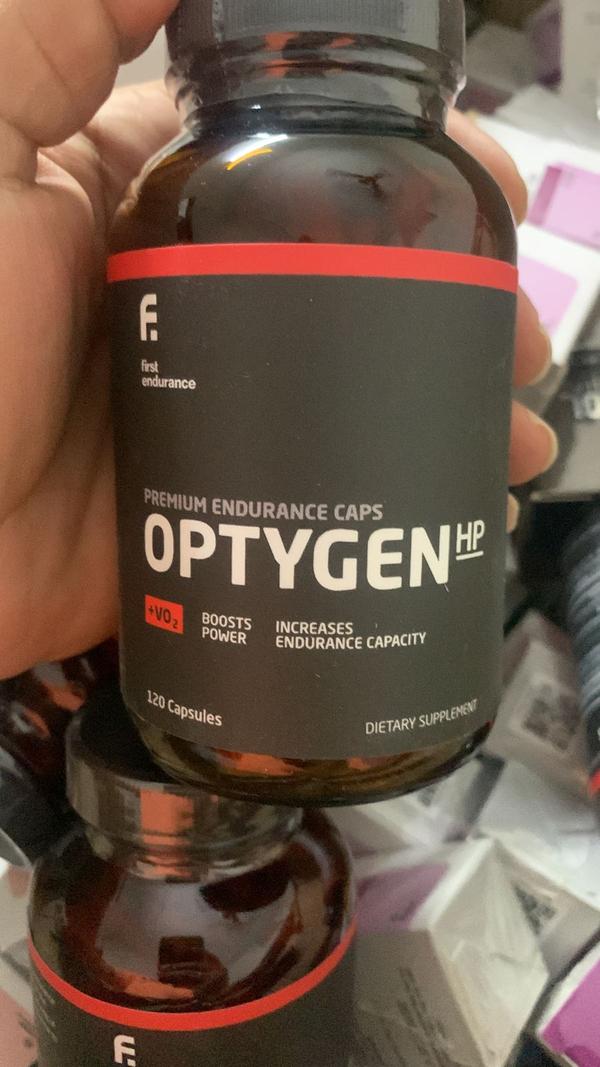 F.
first
endurance
PREMIUM ENDURANCE CAPS
OPTYGEN HP
+VO₂
BOOSTS
POWER
INCREASES
ENDURANCE CAPACITY
120 Capsules
DIETARY SUPPLEMENT
F.